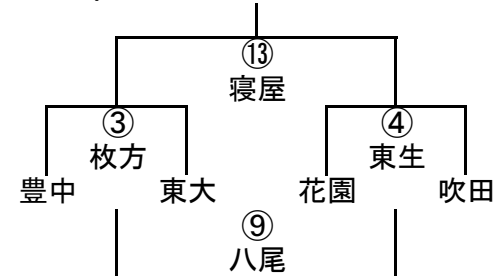 ⑬
寝屋
③ ④
枚方 東生
豊中 東大 花園 吹田
⑨
八尾